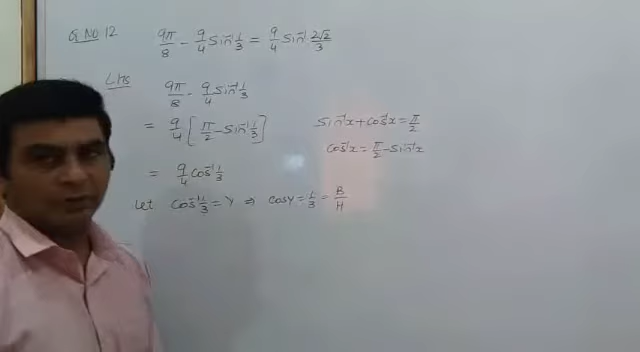 Q.No 12 9π/8 - 9/4 Sin⁻¹ 1/3 = 9/4 Sin⁻¹ 2√2/3
LHS
9π/8 - 9/4 Sin⁻¹ 1/3
= 9/4 [π/2 - Sin⁻¹ 1/3]
Sin⁻¹x + Cos⁻¹x = π/2
Cos⁻¹x = π/2 - Sin⁻¹x
= 9/4 Cos⁻¹ 1/3
Let Cos⁻¹ 1/3 = Y ⇒ CosY = 1/3 = B/H